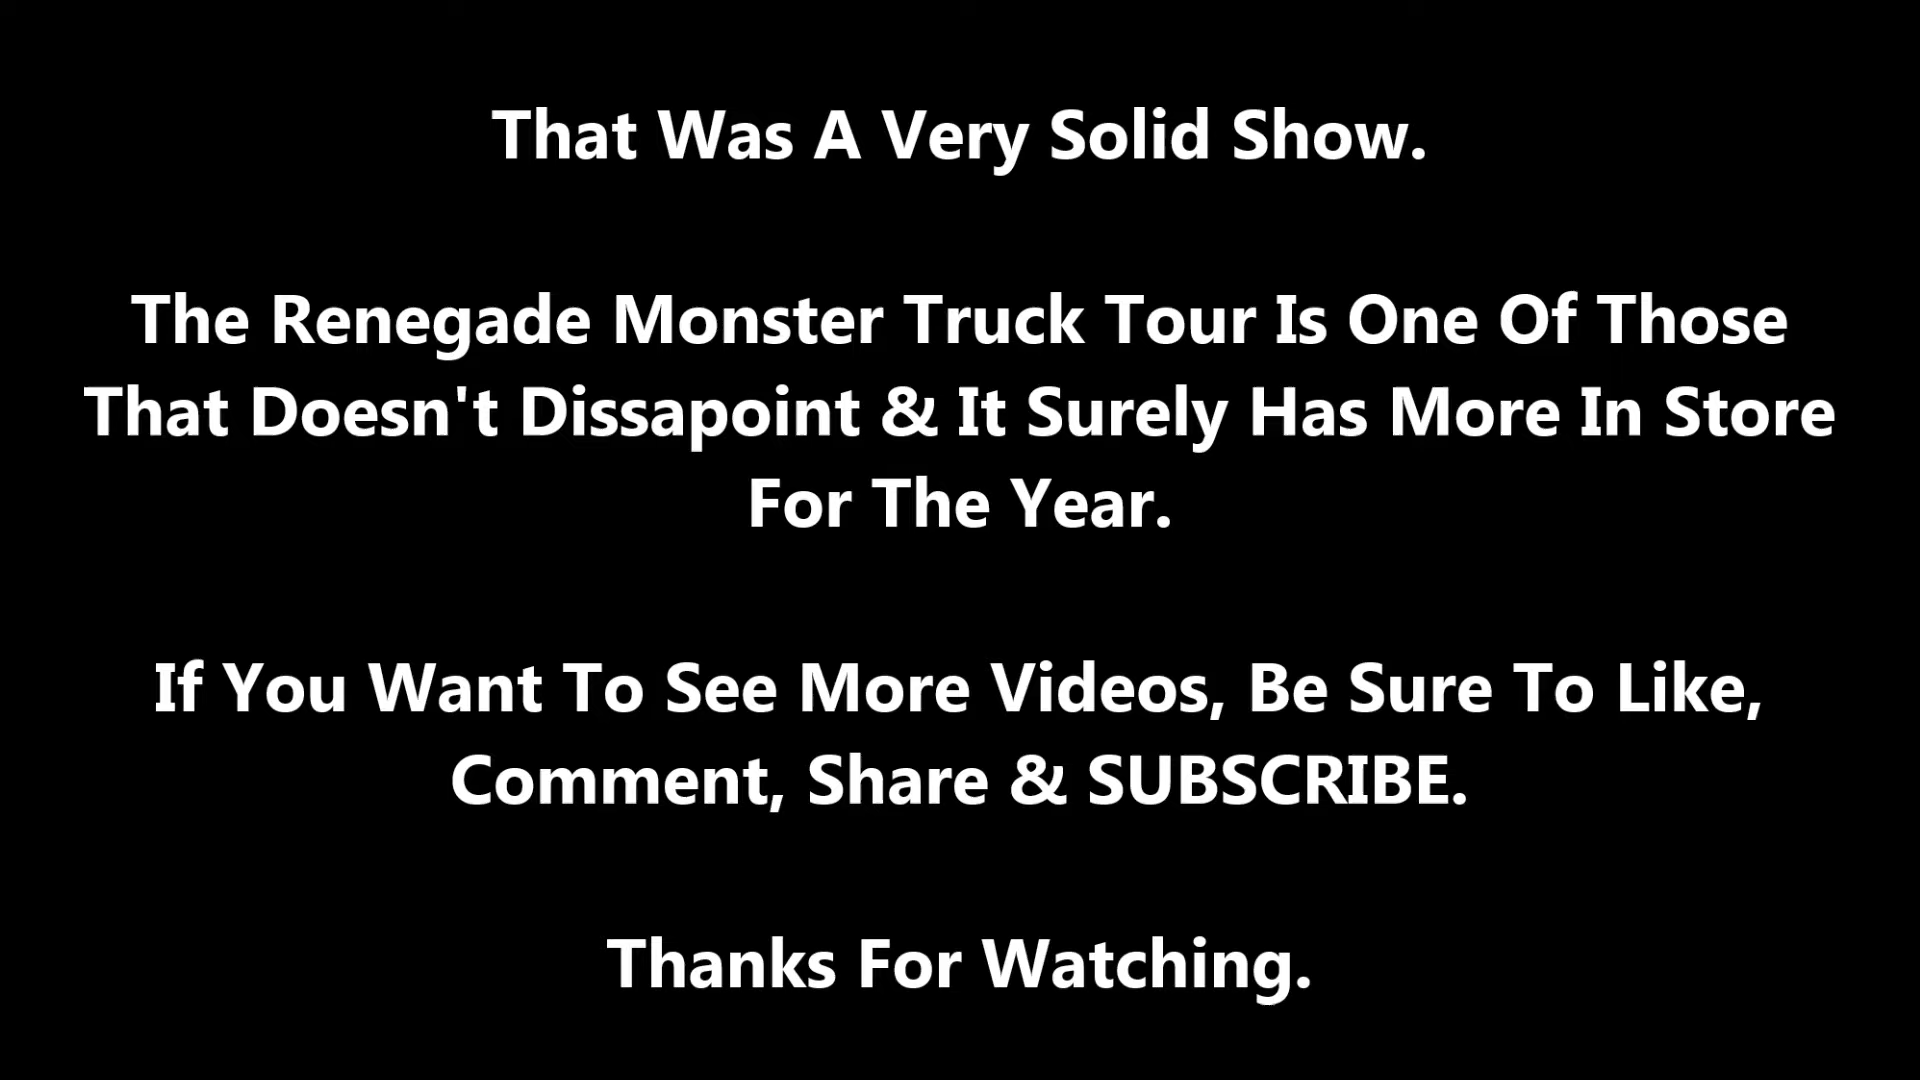 That Was A Very Solid Show.
The Renegade Monster Truck Tour Is One Of Those
That Doesn't Dissapoint & It Surely Has More In Store
For The Year.
If You Want To See More Videos, Be Sure To Like,
Comment, Share & SUBSCRIBE.
Thanks For Watching.